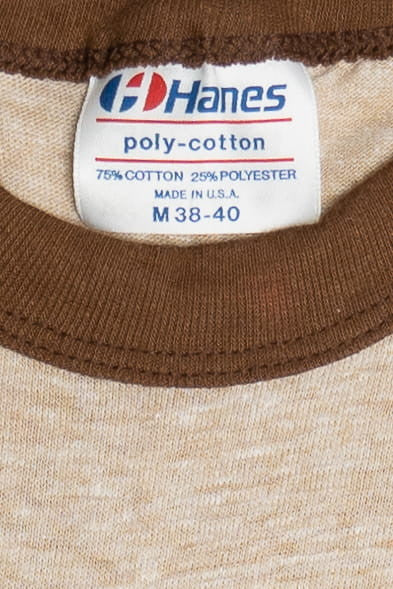 Hanes
poly-cotton
75% COTTON 25% POLYESTER
MADE IN U.S.A.
M 38-40